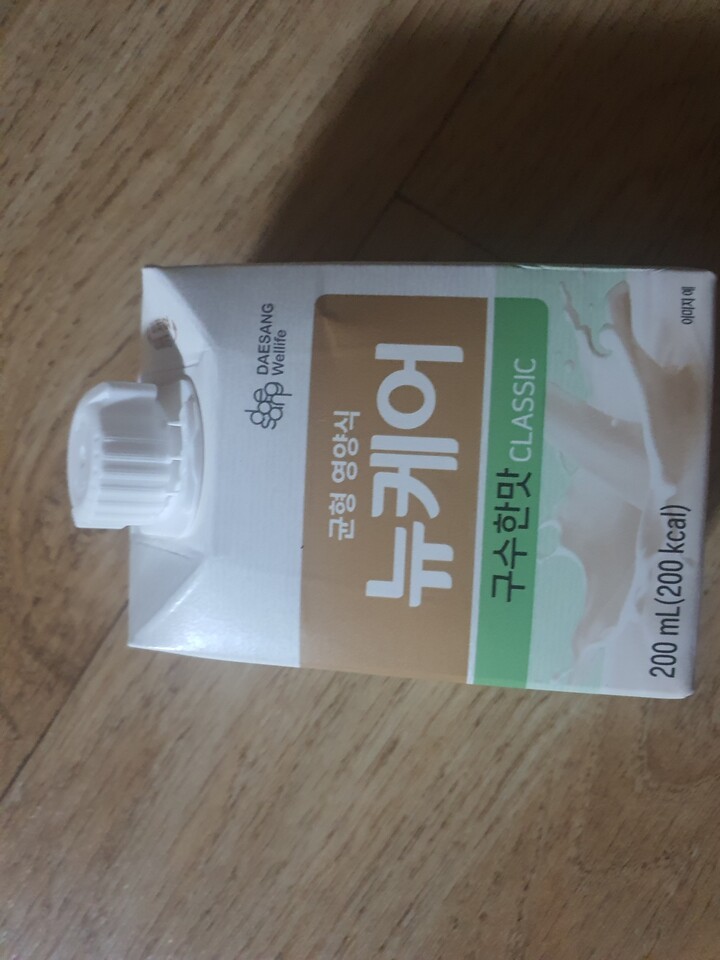 daesang
DAESANG
Wellife
균형 영양식
뉴케어
구수한맛 CLASSIC
200 mL(200 kcal)
이미지 예